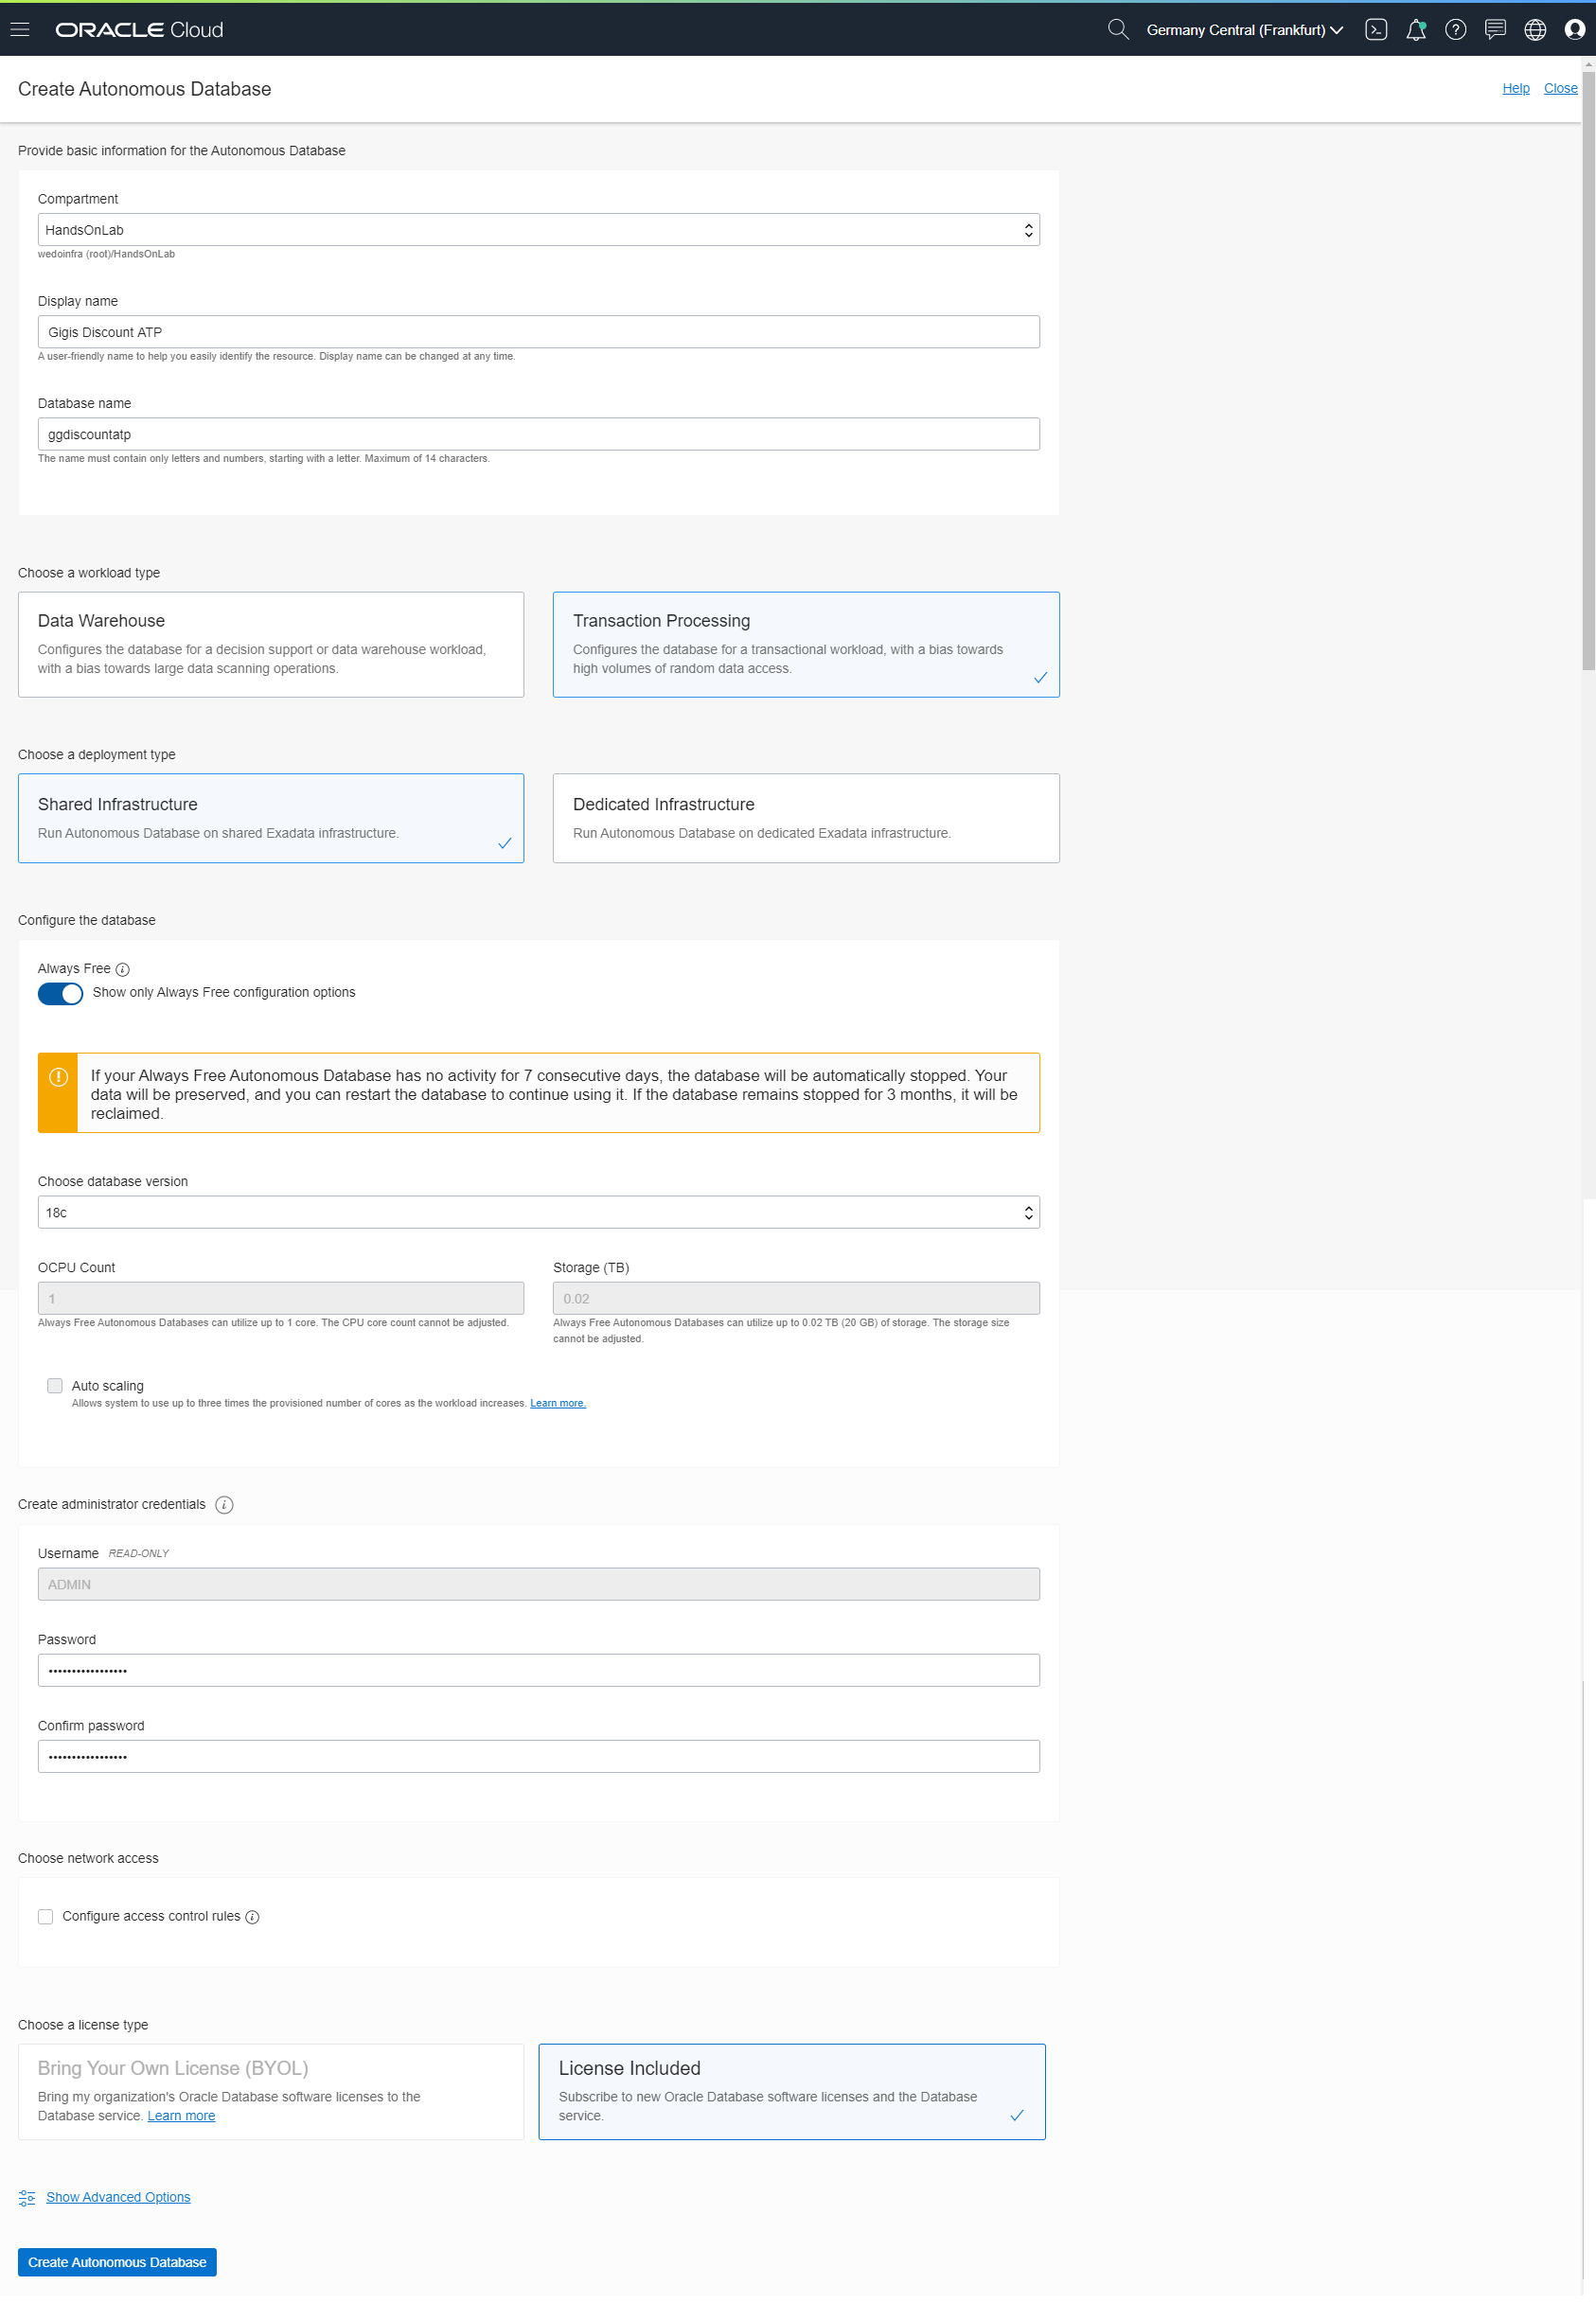 ORACLE Cloud
Germany Central (Frankfurt)
Create Autonomous Database
Help Close
Provide basic information for the Autonomous Database
Compartment
HandsOnLab
wedoinfra (root)/HandsOnLab
Display name
Gigis Discount ATP
A user-friendly name to help you easily identify the resource. Display name can be changed at any time.
Database name
ggdiscountatp
The name must contain only letters and numbers, starting with a letter. Maximum of 14 characters.
Choose a workload type
Data Warehouse
Configures the database for a decision support or data warehouse workload,
with a bias towards large data scanning operations.
Transaction Processing
Configures the database for a transactional workload, with a bias towards
high volumes of random data access.
Choose a deployment type
Shared Infrastructure
Run Autonomous Database on shared Exadata infrastructure.
Dedicated Infrastructure
Run Autonomous Database on dedicated Exadata infrastructure.
Configure the database
Always Free
Show only Always Free configuration options
If your Always Free Autonomous Database has no activity for 7 consecutive days, the database will be automatically stopped. Your
data will be preserved, and you can restart the database to continue using it. If the database remains stopped for 3 months, it will be
reclaimed.
Choose database version
18c
OCPU Count
1
Always Free Autonomous Databases can utilize up to 1 core. The CPU core count cannot be adjusted.
Storage (TB)
0.02
Always Free Autonomous Databases can utilize up to 0.02 TB (20 GB) of storage. The storage size
cannot be adjusted.
Auto scaling
Allows system to use up to three times the provisioned number of cores as the workload increases. Learn more.
Create administrator credentials
Username READ-ONLY
ADMIN
Password
•••••••••••••••••
Confirm password
•••••••••••••••••
Choose network access
Configure access control rules
Choose a license type
Bring Your Own License (BYOL)
Bring my organization's Oracle Database software licenses to the
Database service. Learn more
License Included
Subscribe to new Oracle Database software licenses and the Database
service.
Show Advanced Options
Create Autonomous Database